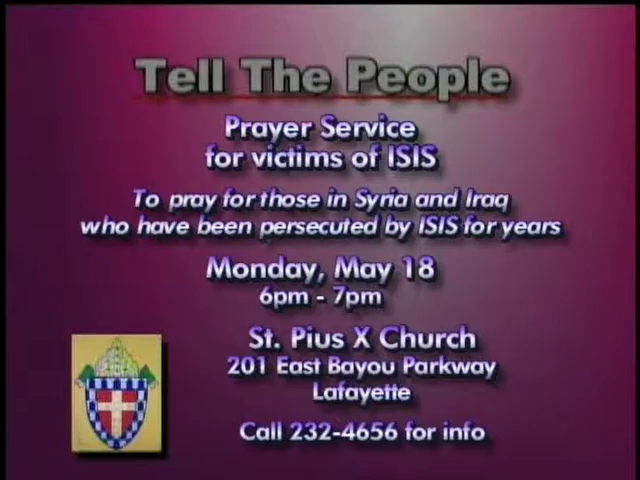 Tell The People
Prayer Service
for victims of ISIS
To pray for those in Syria and Iraq
who have been persecuted by ISIS for years
Monday, May 18
6pm - 7pm
St. Pius X Church
201 East Bayou Parkway
Lafayette
Call 232-4656 for info